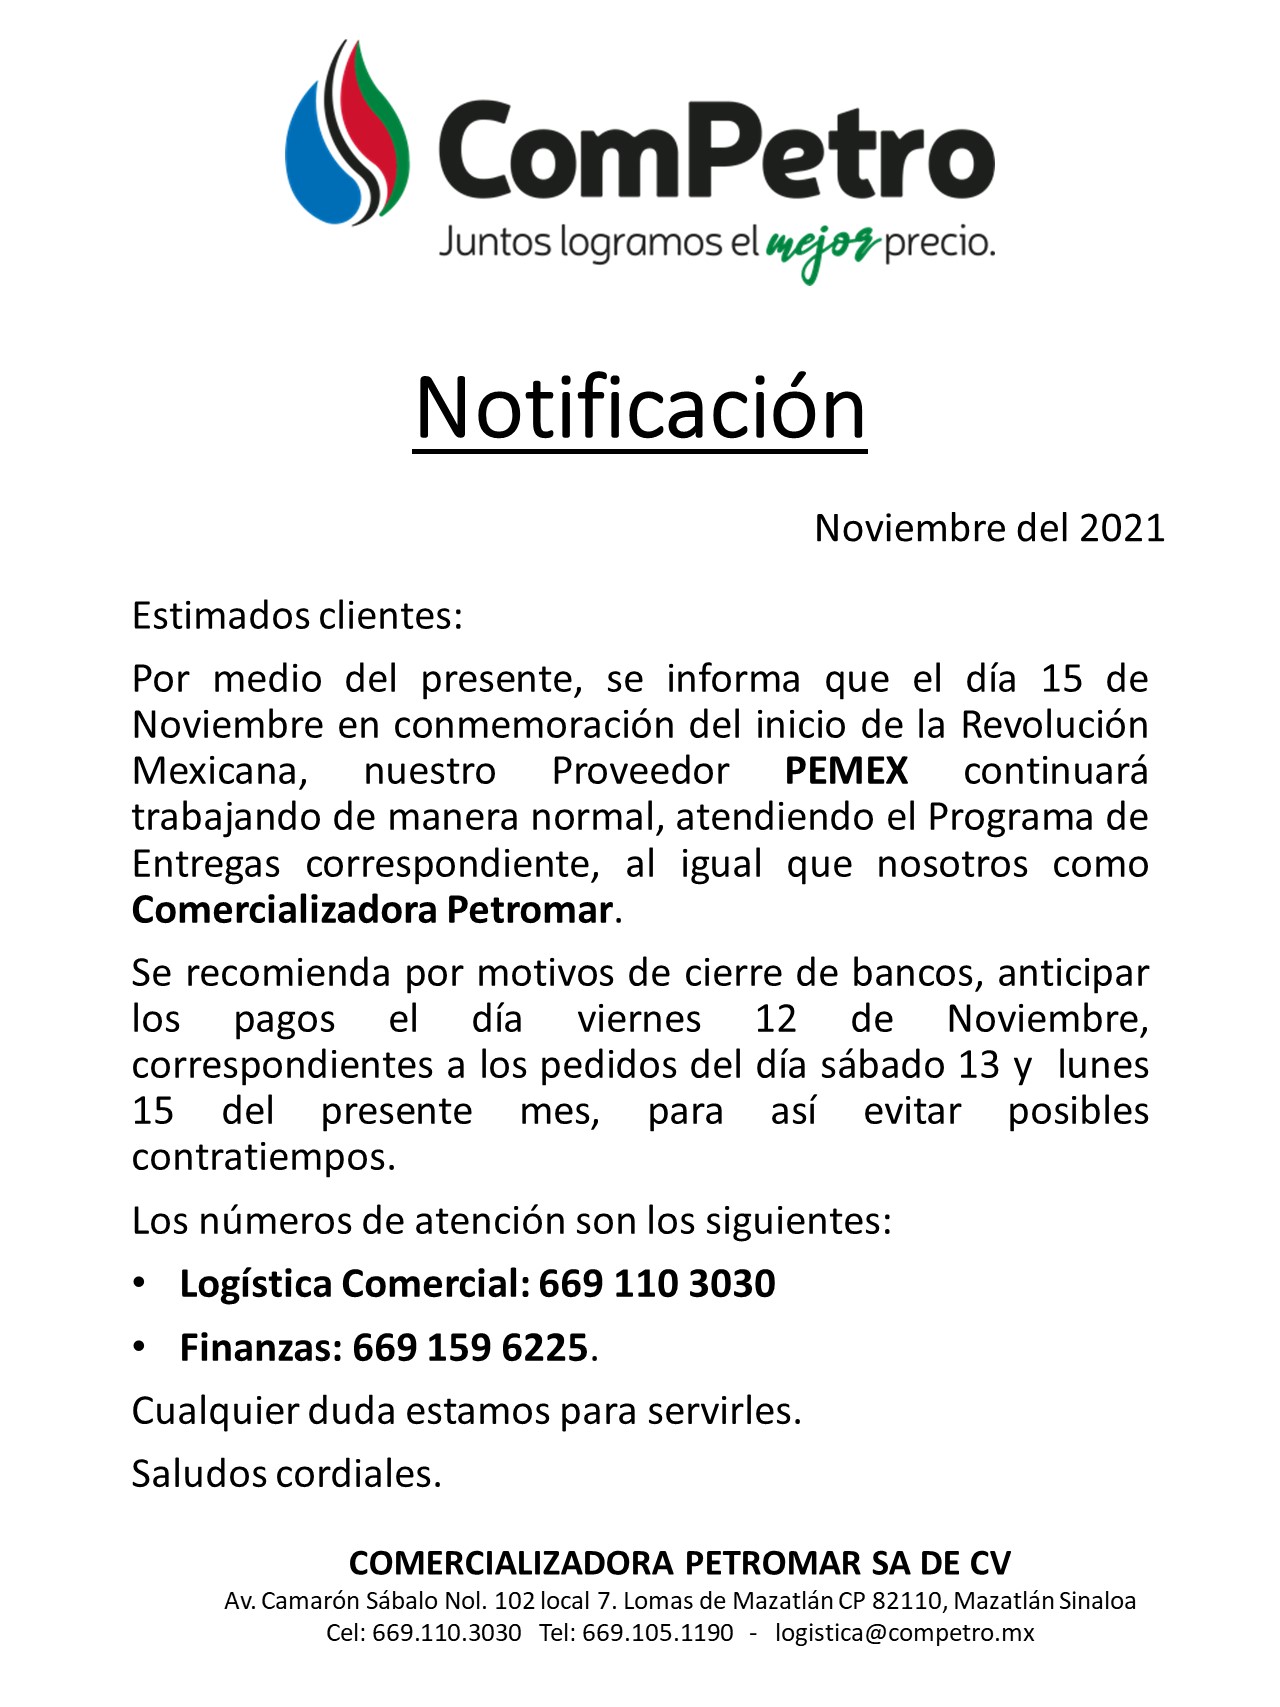 ComPetro
Juntos logramos el mejor precio.
Notificación
Noviembre del 2021
Estimados clientes:
Por medio del presente, se informa que el día 15 de
Noviembre en conmemoración del inicio de la Revolución
Mexicana, nuestro Proveedor PEMEX continuará
trabajando de manera normal, atendiendo el Programa de
Entregas correspondiente, al igual que nosotros como
Comercializadora Petromar.
Se recomienda por motivos de cierre de bancos, anticipar
los pagos el día viernes 12 de Noviembre,
correspondientes a los pedidos del día sábado 13 y lunes
15 del presente mes, para así evitar posibles
contratiempos.
Los números de atención son los siguientes:
• Logística Comercial: 669 110 3030
• Finanzas: 669 159 6225.
Cualquier duda estamos para servirles.
Saludos cordiales.
COMERCIALIZADORA PETROMAR SA DE CV
Av. Camarón Sábalo Nol. 102 local 7. Lomas de Mazatlán CP 82110, Mazatlán Sinaloa
Cel: 669.110.3030 Tel: 669.105.1190 - logistica@competro.mx